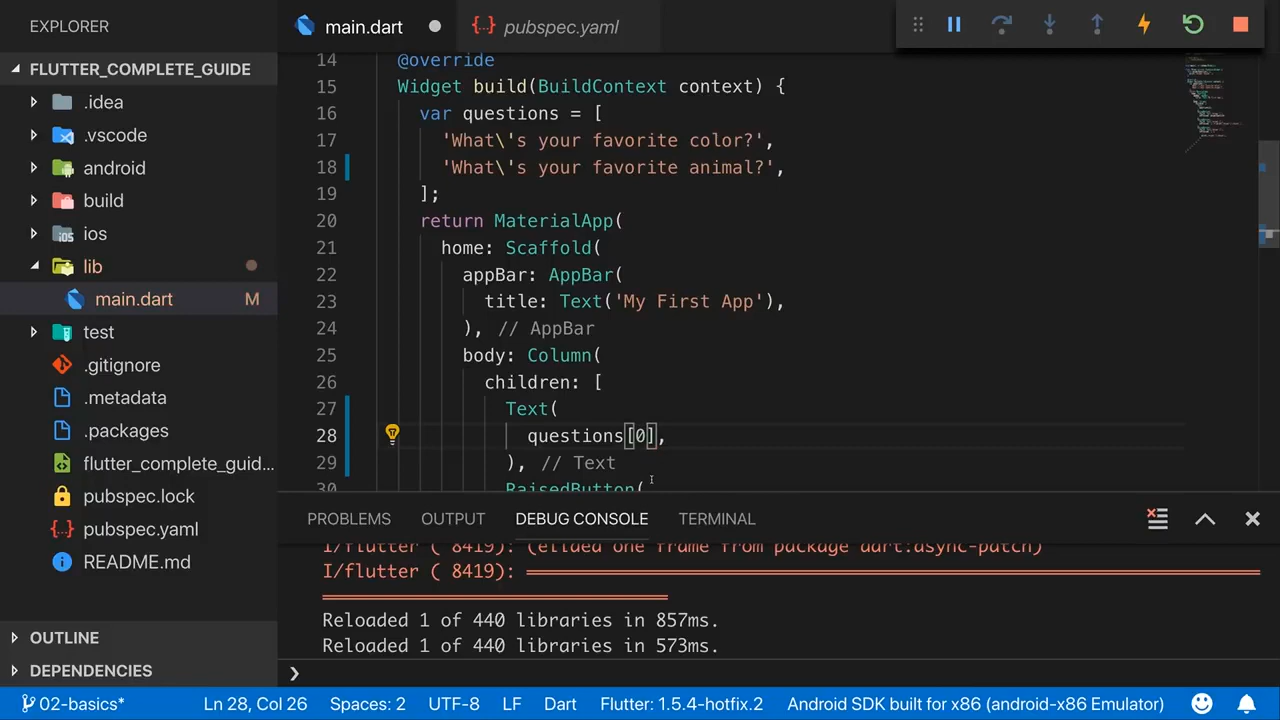 EXPLORER
main.dart
pubspec.yaml
FLUTTER_COMPLETE_GUIDE
.idea
.vscode
android
build
ios
lib
main.dart M
test
.gitignore
.metadata
.packages
flutter_complete_guid...
pubspec.lock
pubspec.yaml
README.md
OUTLINE
DEPENDENCIES
14 @override
15 Widget build(BuildContext context) {
16 var questions = [
17 'What\'s your favorite color?',
18 'What\'s your favorite animal?',
19 ];
20 return MaterialApp(
21 home: Scaffold(
22 appBar: AppBar(
23 title: Text('My First App'),
24 ), // AppBar
25 body: Column(
26 children: [
27 Text(
28 questions[0],
29 ), // Text
30 RaisedButton(
PROBLEMS OUTPUT DEBUG CONSOLE TERMINAL
I/flutter ( 8419): (elided one frame from package dart:async-patch)
I/flutter ( 8419): ════════════════════════════════════════
════════════════════
Reloaded 1 of 440 libraries in 857ms.
Reloaded 1 of 440 libraries in 573ms.
❯
02-basics* Ln 28, Col 26 Spaces: 2 UTF-8 LF Dart Flutter: 1.5.4-hotfix.2 Android SDK built for x86 (android-x86 Emulator)